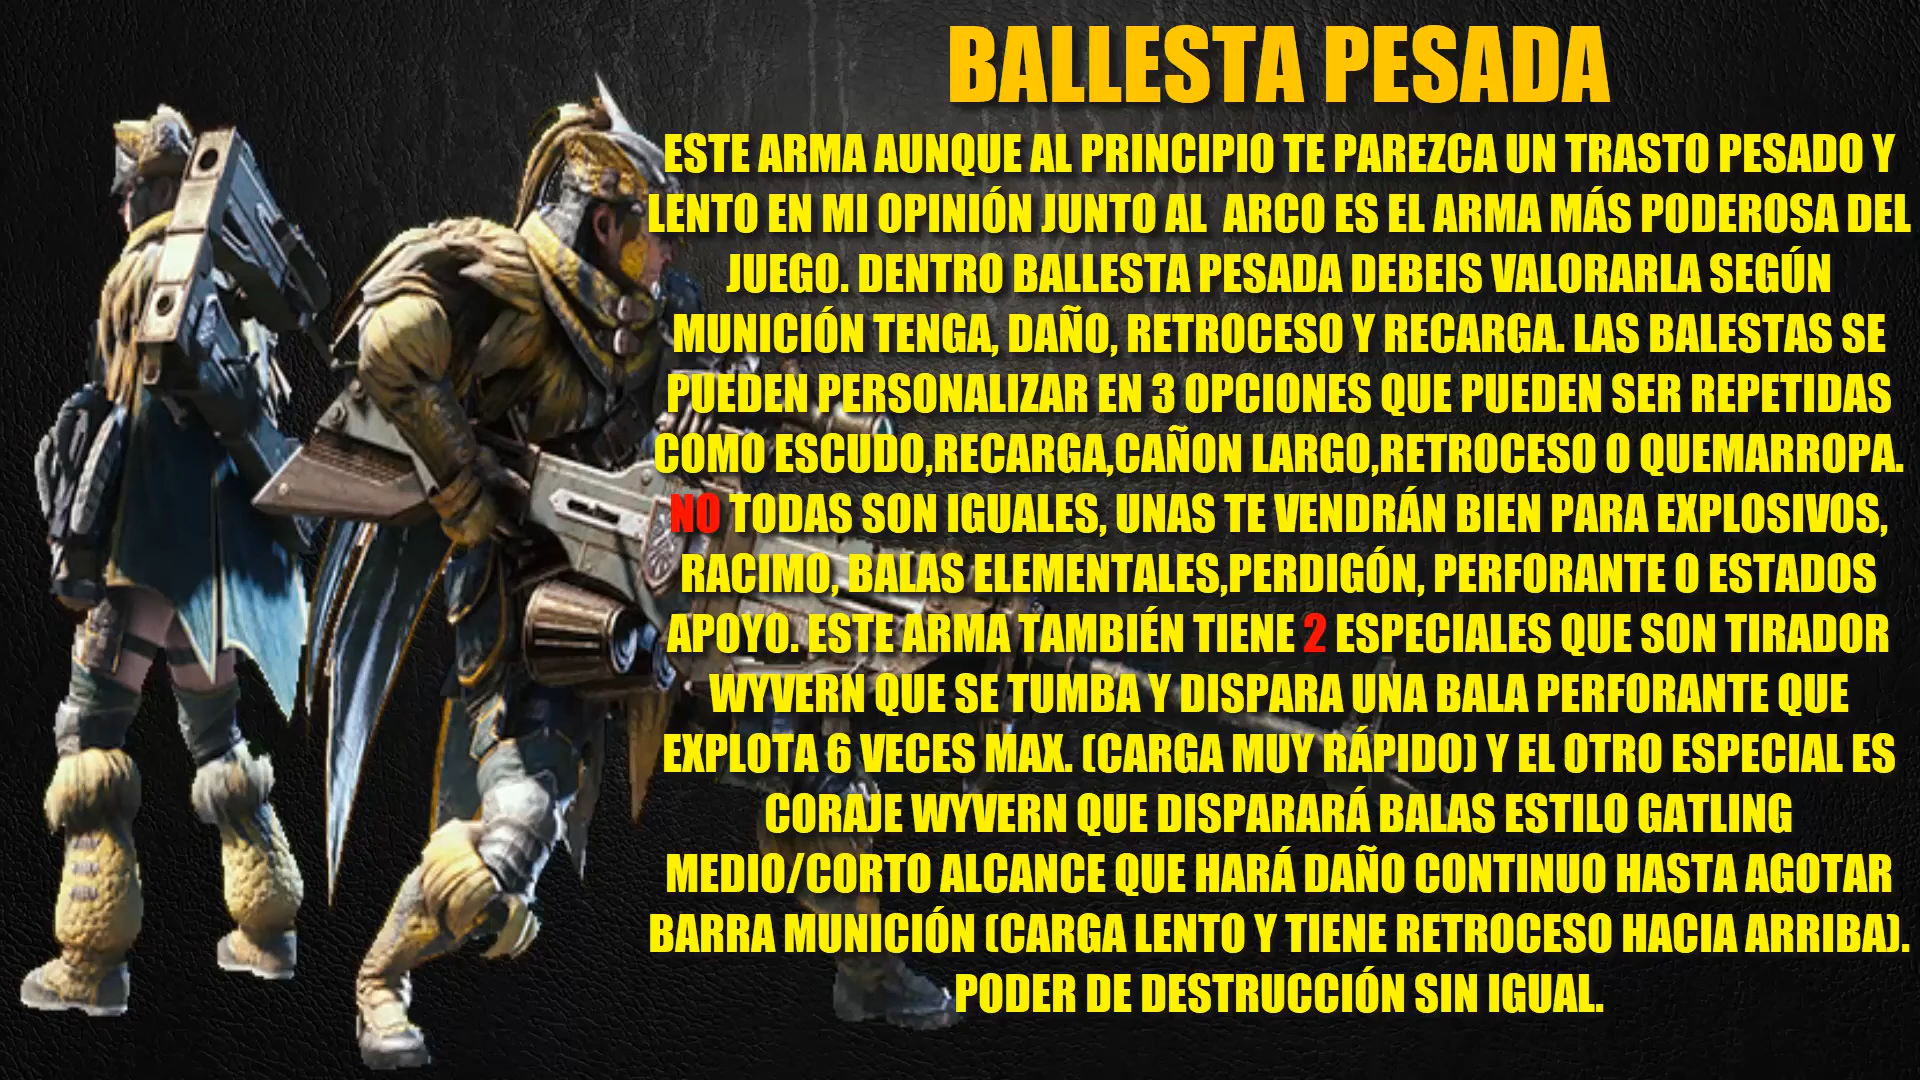 BALLESTA PESADA
ESTE ARMA AUNQUE AL PRINCIPIO TE PAREZCA UN TRASTO PESADO Y
LENTO EN MI OPINIÓN JUNTO AL ARCO ES EL ARMA MÁS PODEROSA DEL
JUEGO. DENTRO BALLESTA PESADA DEBEIS VALORARLA SEGÚN
MUNICIÓN TENGA, DAÑO, RETROCESO Y RECARGA. LAS BALESTAS SE
PUEDEN PERSONALIZAR EN 3 OPCIONES QUE PUEDEN SER REPETIDAS
COMO ESCUDO,RECARGA,CAÑON LARGO,RETROCESO O QUEMARROPA.
NO TODAS SON IGUALES, UNAS TE VENDRÁN BIEN PARA EXPLOSIVOS,
RACIMO, BALAS ELEMENTALES,PERDIGÓN, PERFORANTE O ESTADOS
APOYO. ESTE ARMA TAMBIÉN TIENE 2 ESPECIALES QUE SON TIRADOR
WYVERN QUE SE TUMBA Y DISPARA UNA BALA PERFORANTE QUE
EXPLOTA 6 VECES MAX. (CARGA MUY RÁPIDO) Y EL OTRO ESPECIAL ES
CORAJE WYVERN QUE DISPARARÁ BALAS ESTILO GATLING
MEDIO/CORTO ALCANCE QUE HARÁ DAÑO CONTINUO HASTA AGOTAR
BARRA MUNICIÓN (CARGA LENTO Y TIENE RETROCESO HACIA ARRIBA).
PODER DE DESTRUCCIÓN SIN IGUAL.